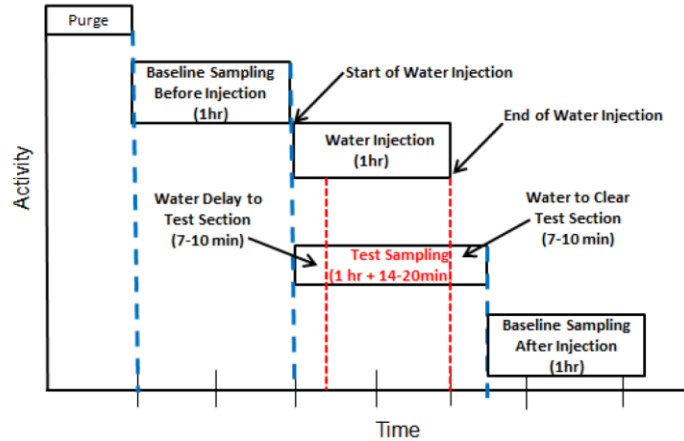 Purge
Baseline Sampling
Before Injection
(1hr)
Start of Water Injection
End of Water Injection
Water Injection
(1hr)
Water Delay to
Test Section
(7-10 min)
Water to Clear
Test Section
(7-10 min)
Test Sampling
(1 hr + 14-20min)
Baseline Sampling
After Injection
(1hr)
Activity
Time